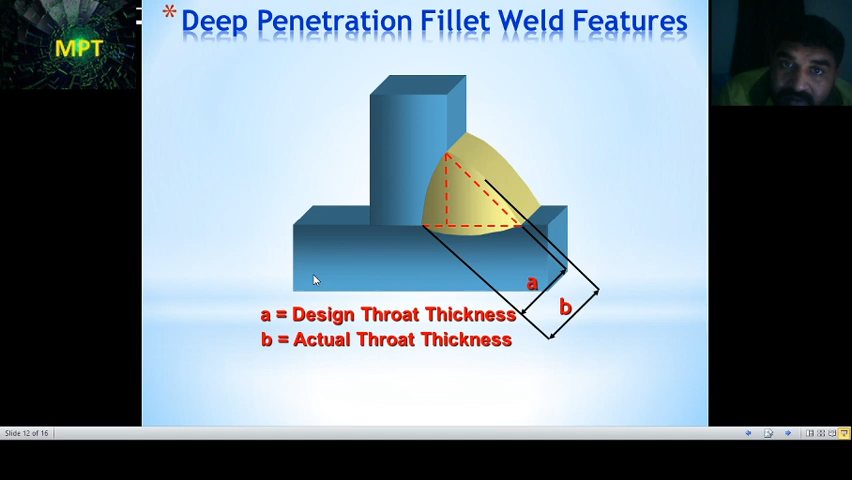 MPT
* Deep Penetration Fillet Weld Features
a
b
a = Design Throat Thickness
b = Actual Throat Thickness
Slide 12 of 16